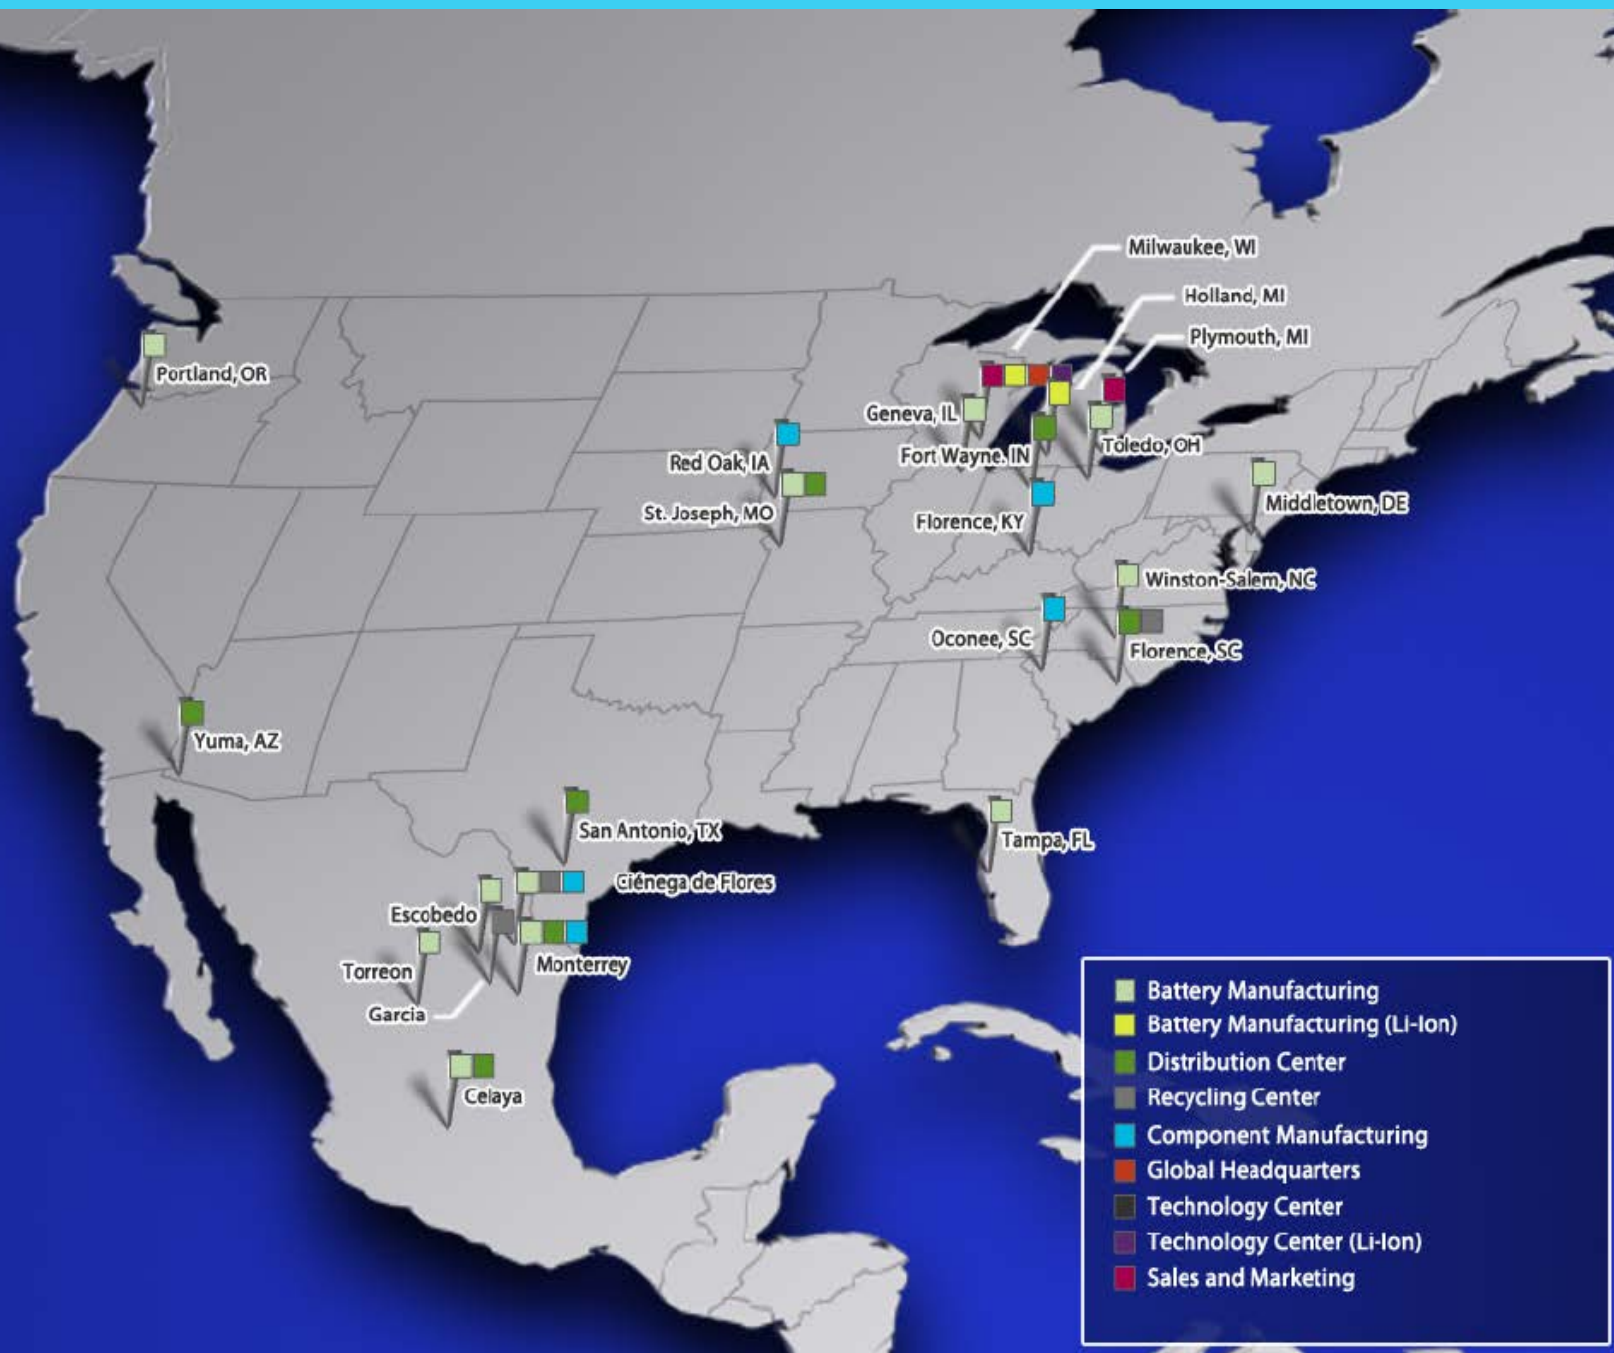 Milwaukee, WI
Holland, MI
Plymouth, MI
Portland, OR
Geneva, IL
Toledo, OH
Fort Wayne. IN
Red Oak, IA
Middletown, DE
St. Joseph, MO
Florence, KY
Winston-Salem, NC
Oconee, SC
Florence, SC
Yuma, AZ
San Antonio, TX
Tampa, FL
Ciénega de Flores
Escobedo
Monterrey
Torreon
Garcia
Celaya
Battery Manufacturing
Battery Manufacturing (Li-Ion)
Distribution Center
Recycling Center
Component Manufacturing
Global Headquarters
Technology Center
Technology Center (Li-Ion)
Sales and Marketing